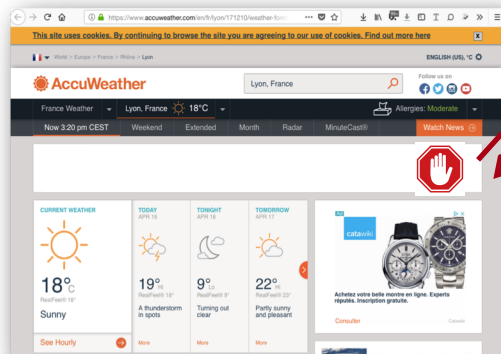 https://www.accuweather.com/en/fr/lyon/171210/weather-fore
This site uses cookies. By continuing to browse the site you are agreeing to our use of cookies. Find out more here
x
World > Europe > France > Rhône > Lyon
ENGLISH (US), °C
AccuWeather
Lyon, France
Follow us on
France Weather
Lyon, France 18°C
Allergies: Moderate
Now 3:20 pm CEST Weekend Extended Month Radar MinuteCast® Watch News
CURRENT WEATHER
18°C
RealFeel® 18°
Sunny
See Hourly
TODAY
APR 16
19° Hi
RealFeel® 18°
A thunderstorm
in spots
More
TONIGHT
APR 16
9° Lo
RealFeel® 9°
Turning out
clear
More
TOMORROW
APR 17
22° Hi
RealFeel® 23°
Partly sunny
and pleasant
More
Ad
catawiki
Achetez votre belle montre en ligne. Experts
réputés. Inscription gratuite.
Consulter
Catawiki